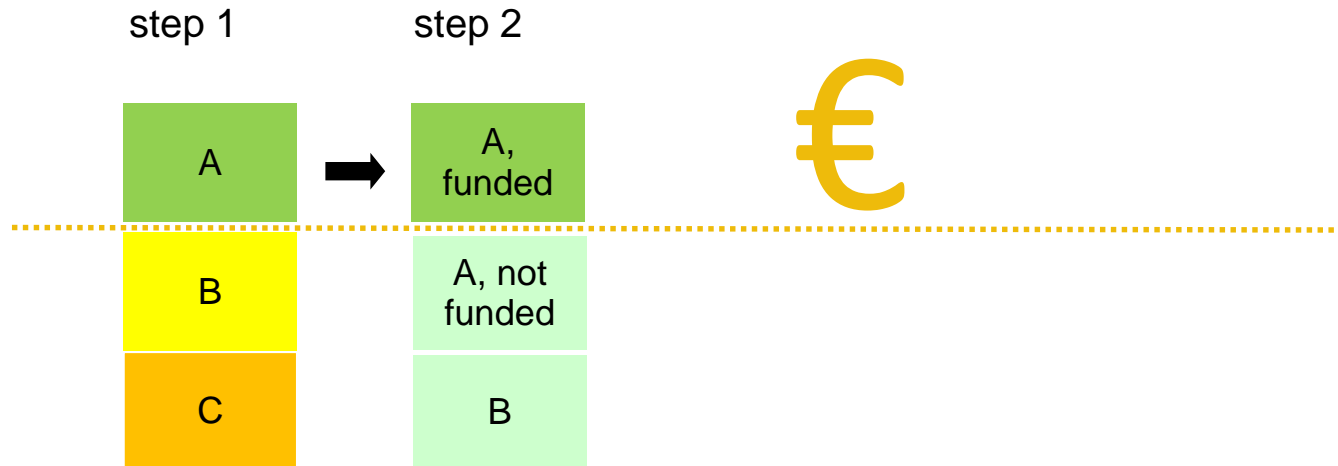 step 1
step 2
A
A,
funded
€
B
A, not
funded
C
B